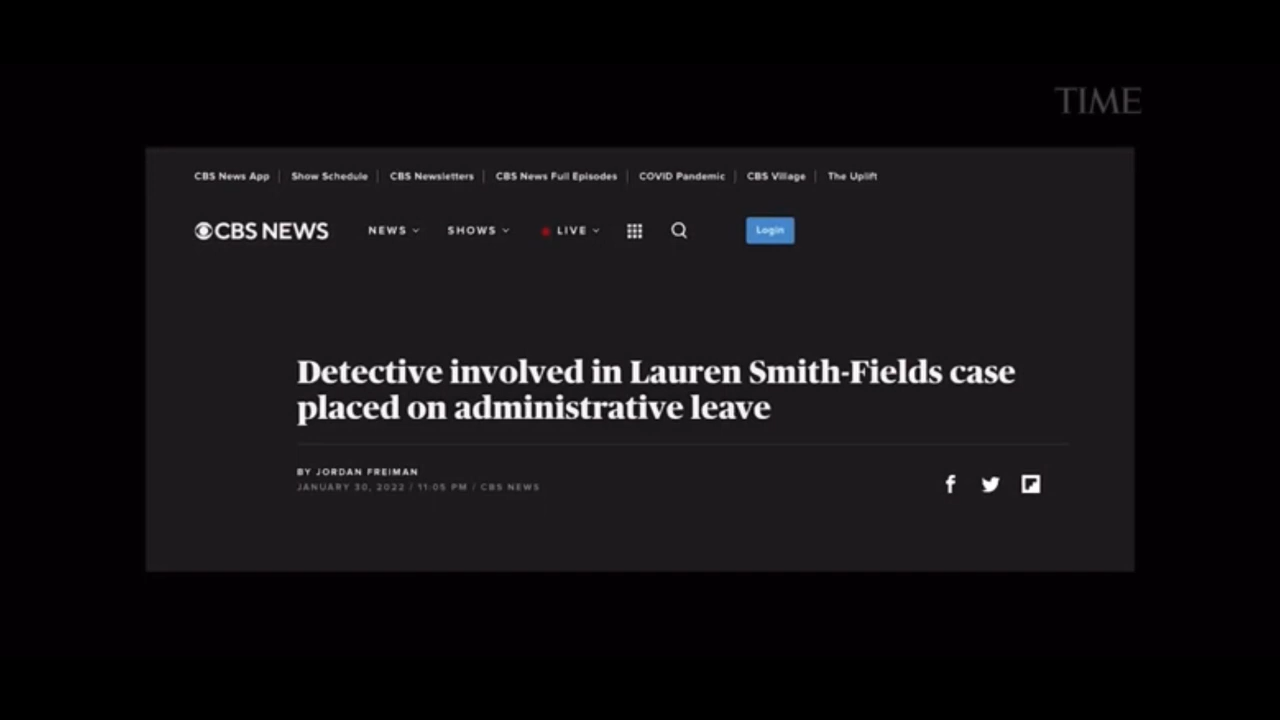 TIME
CBS News App
Show Schedule
CBS Newsletters
CBS News Full Episodes
COVID Pandemic
CBS Village
The Uplift
CBS NEWS
NEWS
SHOWS
LIVE
Login
Detective involved in Lauren Smith-Fields case
placed on administrative leave
BY JORDAN FREIMAN
JANUARY 30, 2022 / 11:05 PM / CBS NEWS